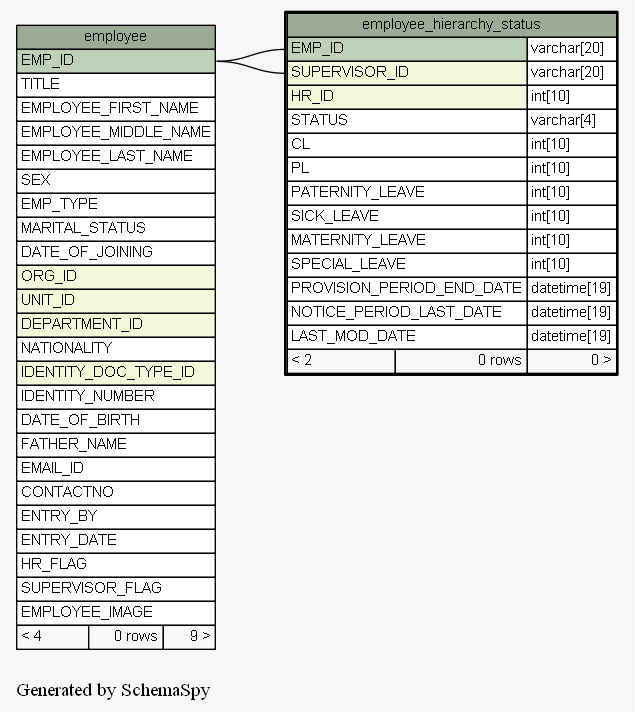 employee
EMP_ID
TITLE
EMPLOYEE_FIRST_NAME
EMPLOYEE_MIDDLE_NAME
EMPLOYEE_LAST_NAME
SEX
EMP_TYPE
MARITAL_STATUS
DATE_OF_JOINING
ORG_ID
UNIT_ID
DEPARTMENT_ID
NATIONALITY
IDENTITY_DOC_TYPE_ID
IDENTITY_NUMBER
DATE_OF_BIRTH
FATHER_NAME
EMAIL_ID
CONTACTNO
ENTRY_BY
ENTRY_DATE
HR_FLAG
SUPERVISOR_FLAG
EMPLOYEE_IMAGE
< 4 0 rows 9 >
employee_hierarchy_status
EMP_ID varchar[20]
SUPERVISOR_ID varchar[20]
HR_ID int[10]
STATUS varchar[4]
CL int[10]
PL int[10]
PATERNITY_LEAVE int[10]
SICK_LEAVE int[10]
MATERNITY_LEAVE int[10]
SPECIAL_LEAVE int[10]
PROVISION_PERIOD_END_DATE datetime[19]
NOTICE_PERIOD_LAST_DATE datetime[19]
LAST_MOD_DATE datetime[19]
< 2 0 rows 0 >
Generated by SchemaSpy